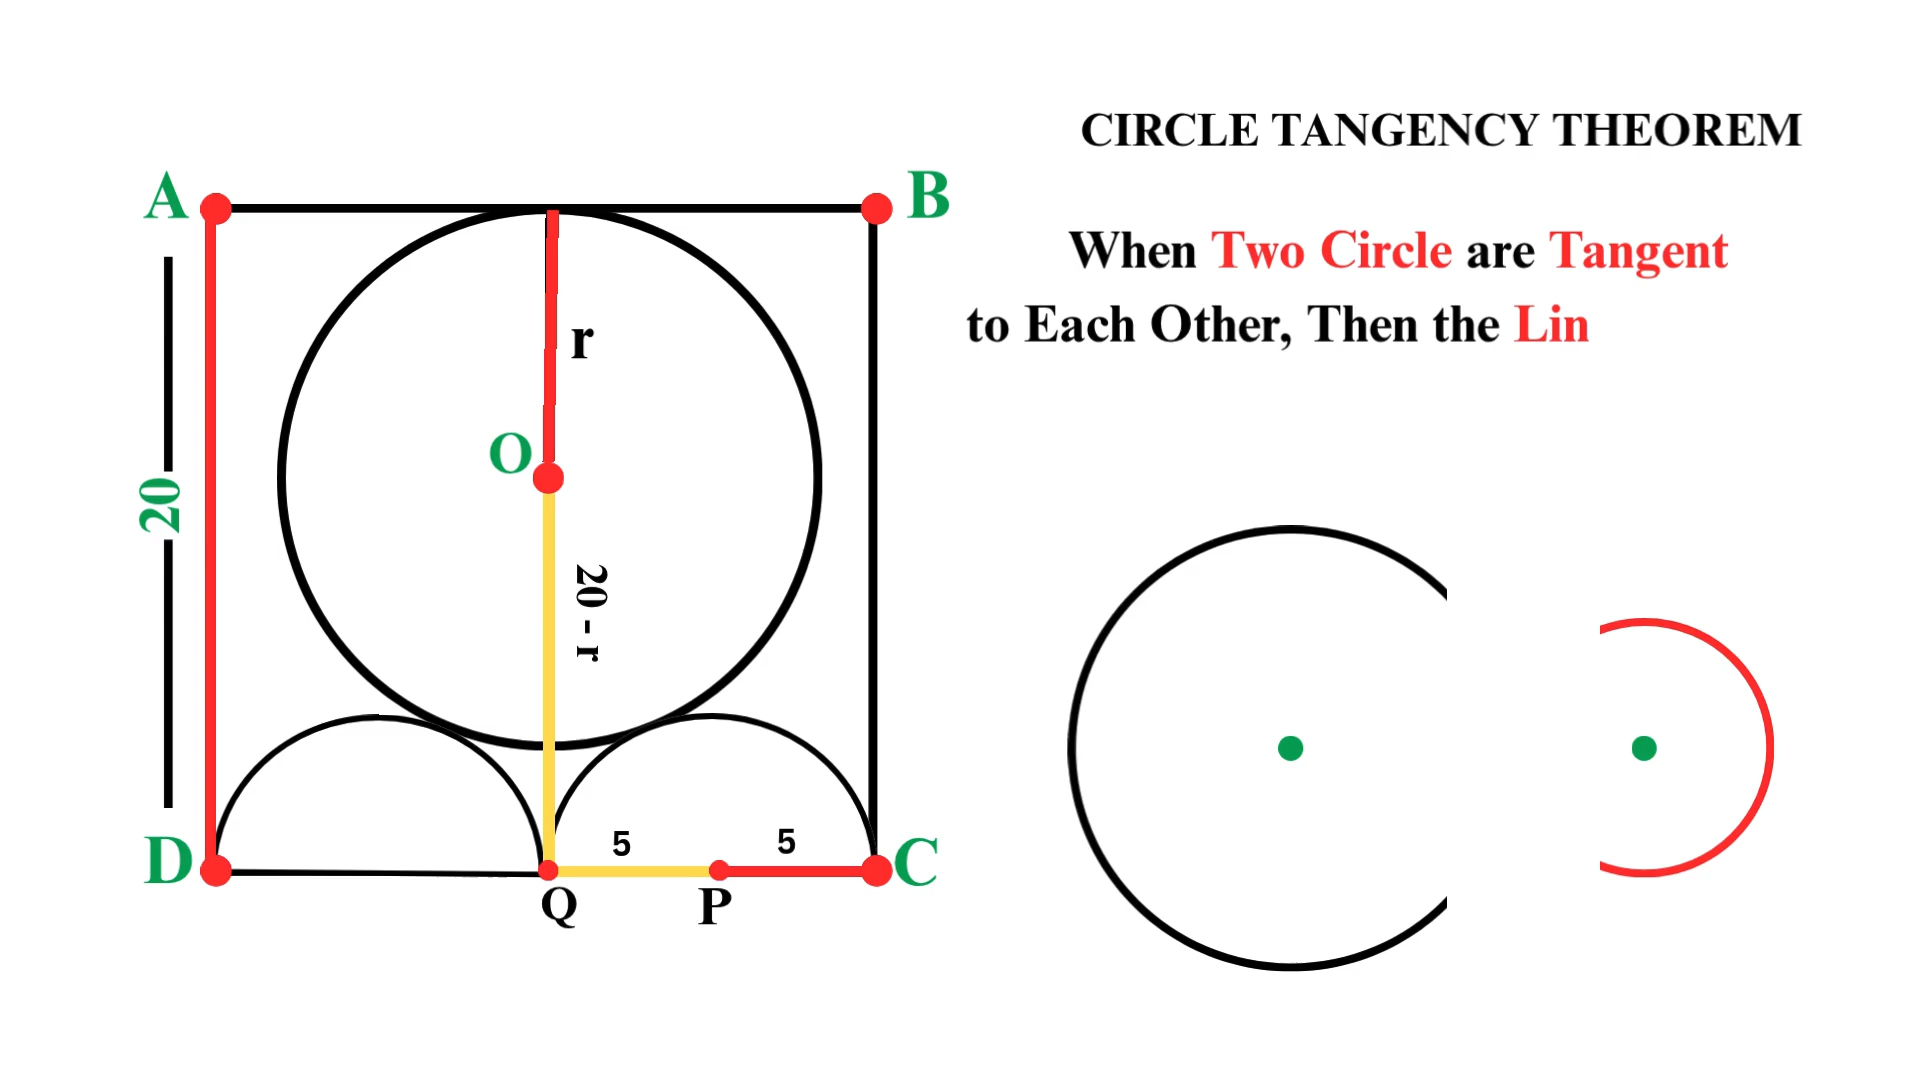 CIRCLE TANGENCY THEOREM
When Two Circle are Tangent
to Each Other, Then the Lin
A
B
r
O
20
20 - r
5
5
D
C
Q
P